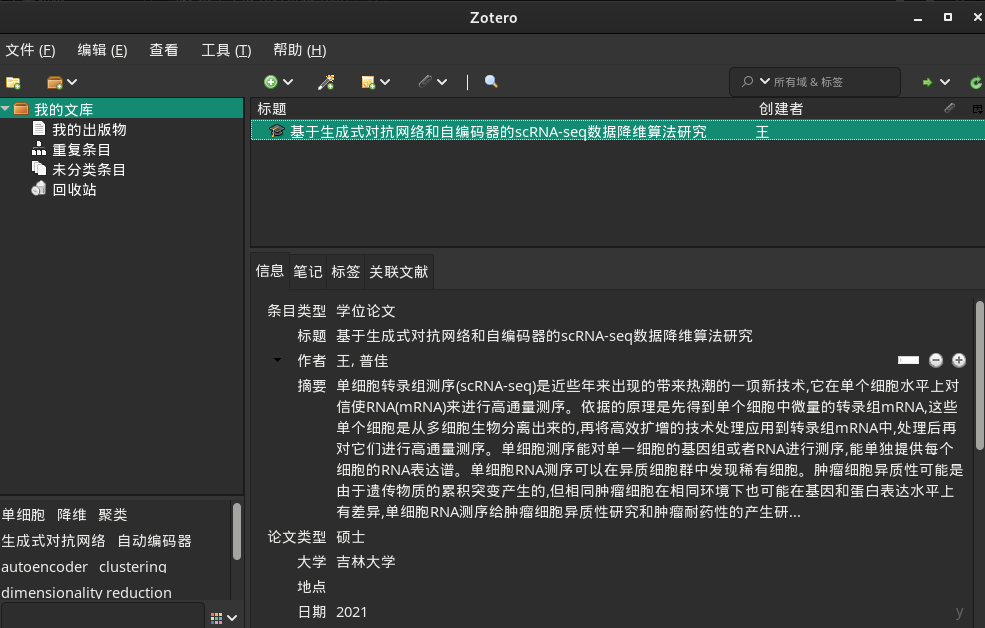 Zotero
文件 (F) 编辑 (E) 查看 工具 (T) 帮助 (H)
所有域 & 标签
我的文库
我的出版物
重复条目
未分类条目
回收站
标题 创建者
基于生成式对抗网络和自编码器的scRNA-seq数据降维算法研究 王
信息 笔记 标签 关联文献
条目类型 学位论文
标题 基于生成式对抗网络和自编码器的scRNA-seq数据降维算法研究
作者 王, 普佳
摘要 单细胞转录组测序(scRNA-seq)是近些年来出现的带来热潮的一项新技术,它在单个细胞水平上对
信使RNA(mRNA)来进行高通量测序。依据的原理是先得到单个细胞中微量的转录组mRNA,这些
单个细胞是从多细胞生物分离出来的,再将高效扩增的技术处理应用到转录组mRNA中,处理后再
对它们进行高通量测序。单细胞测序能对单一细胞的基因组或者RNA进行测序,能单独提供每个
细胞的RNA表达谱。单细胞RNA测序可以在异质细胞群中发现稀有细胞。肿瘤细胞异质性可能是
由于遗传物质的累积突变产生的,但相同肿瘤细胞在相同环境下也可能在基因和蛋白表达水平上
有差异,单细胞RNA测序给肿瘤细胞异质性研究和肿瘤耐药性的产生研...
论文类型 硕士
大学 吉林大学
地点
日期 2021
y
单细胞 降维 聚类
生成式对抗网络 自动编码器
autoencoder clustering
dimensionality reduction